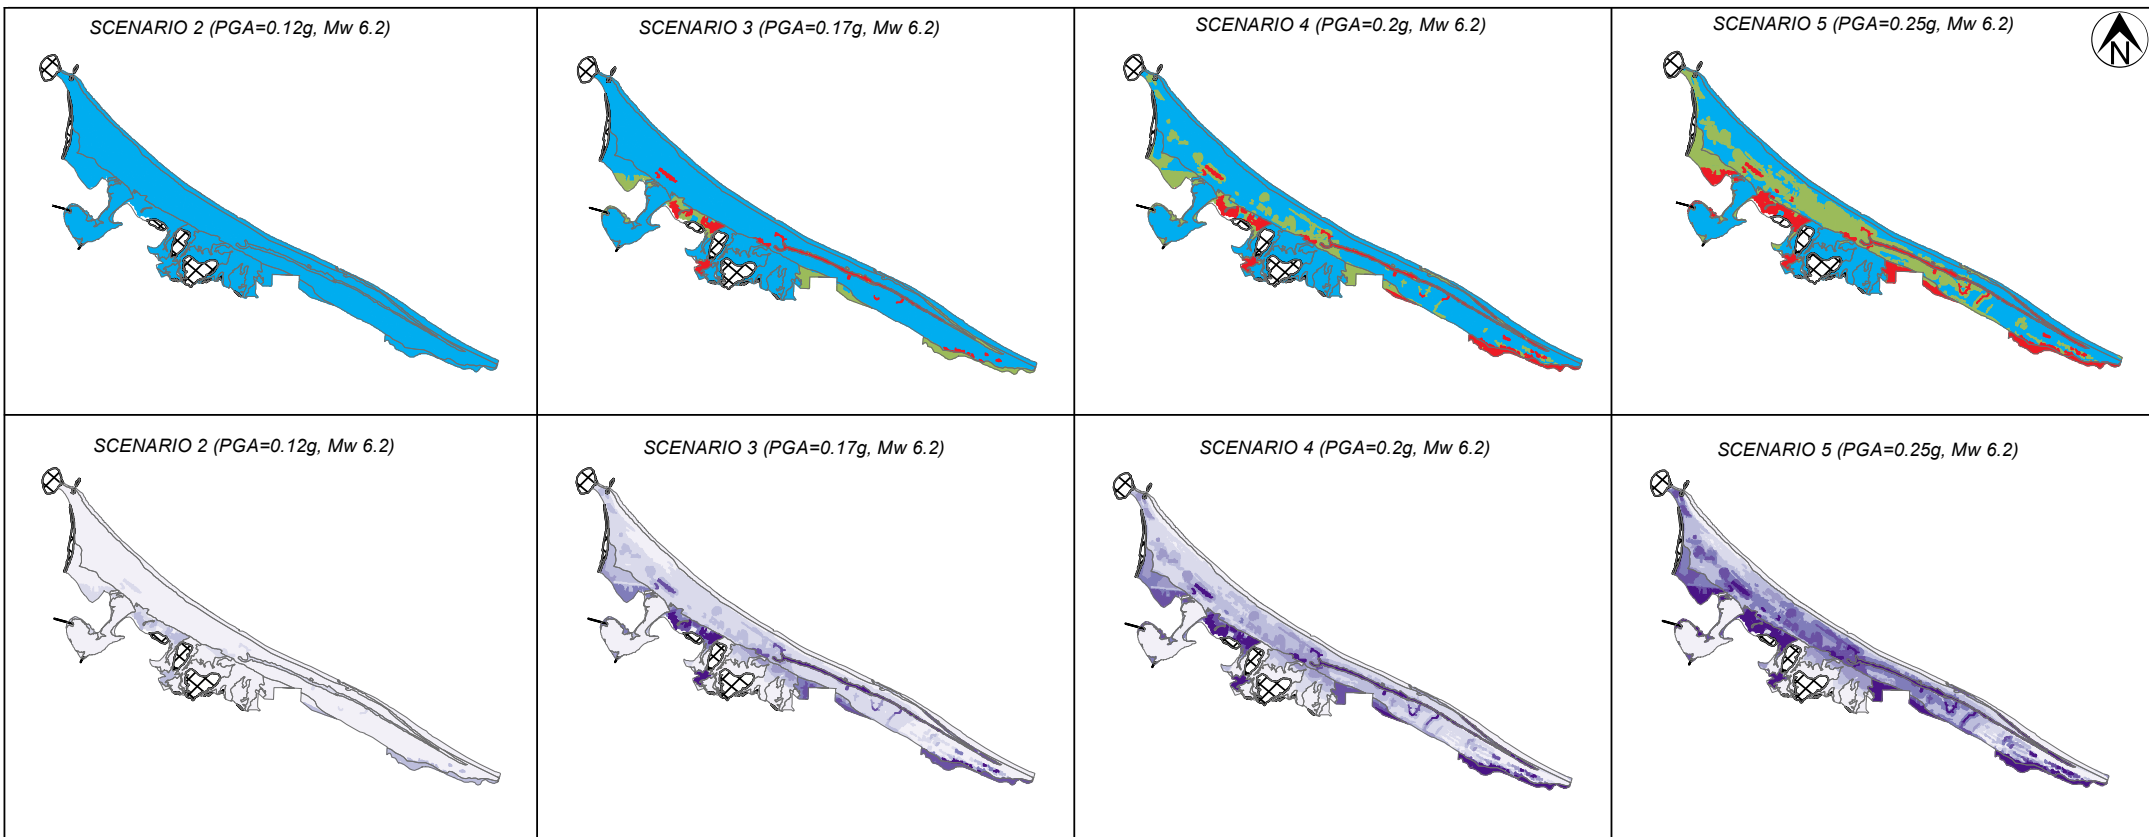 SCENARIO 2 (PGA=0.12g, Mw 6.2)
SCENARIO 3 (PGA=0.17g, Mw 6.2)
SCENARIO 4 (PGA=0.2g, Mw 6.2)
SCENARIO 5 (PGA=0.25g, Mw 6.2)
N
SCENARIO 2 (PGA=0.12g, Mw 6.2)
SCENARIO 3 (PGA=0.17g, Mw 6.2)
SCENARIO 4 (PGA=0.2g, Mw 6.2)
SCENARIO 5 (PGA=0.25g, Mw 6.2)